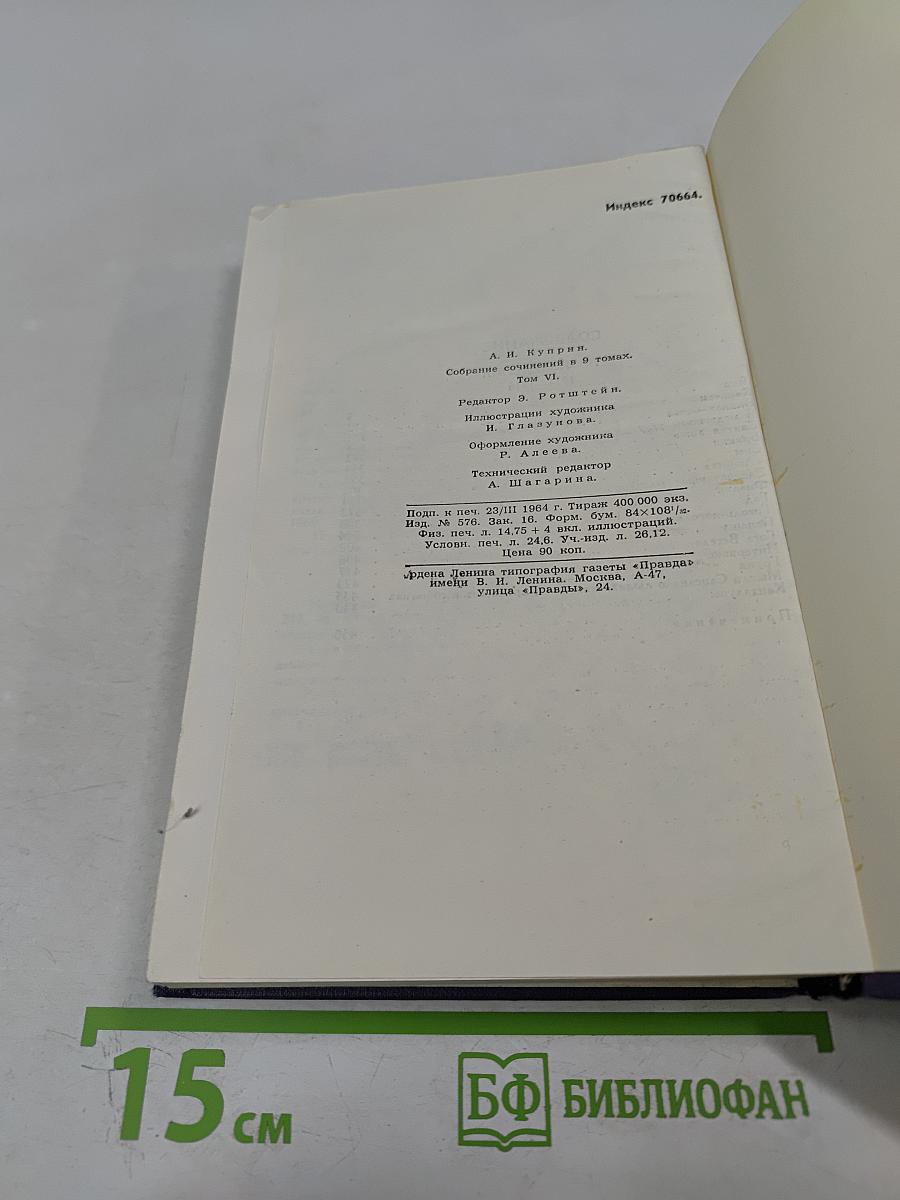 Индекс 70664.
А. И. Куприн.
Собрание сочинений в 9 томах.
Том VI.
Редактор Э. Ротштейн.
Иллюстрации художника
И. Глазунова.
Оформление художника
Р. Алеева.
Технический редактор
А. Шагарина.
Подп. к печ. 23/III 1964 г. Тираж 400 000 экз.
Изд. № 576. Зак. 16. Форм. бум. 84×108¹/₃₂.
Физ. печ. л. 14,75 + 4 вкл. иллюстраций.
Условн. печ. л. 24,6. Уч.-изд. л. 26,12.
Цена 90 коп.
Ордена Ленина типография газеты «Правда»
имени В. И. Ленина. Москва, А-47,
улица «Правды», 24.
15 см
БФ БИБЛИОФАН